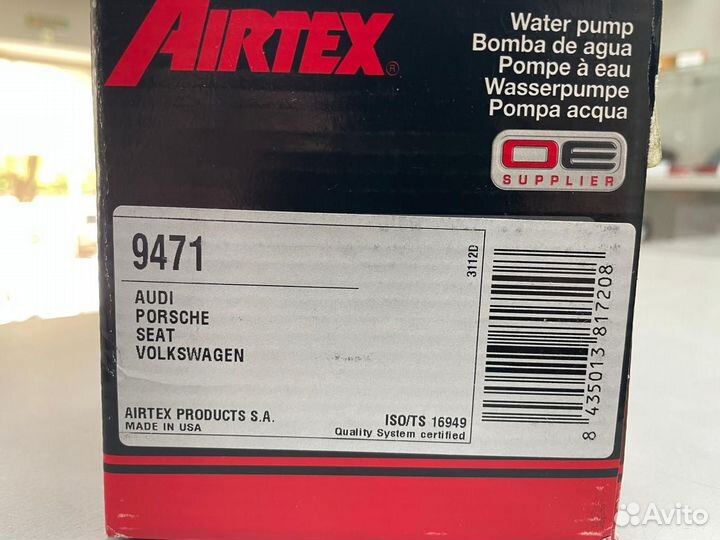 AIRTEX®
Water pump
Bomba de agua
Pompe à eau
Wasserpumpe
Pompa acqua
OE
SUPPLIER
9471
3112D
AUDI
PORSCHE
SEAT
VOLKSWAGEN
AIRTEX PRODUCTS S.A.
MADE IN USA
ISO/TS 16949
Quality System certified
8 435013 817208
Avito